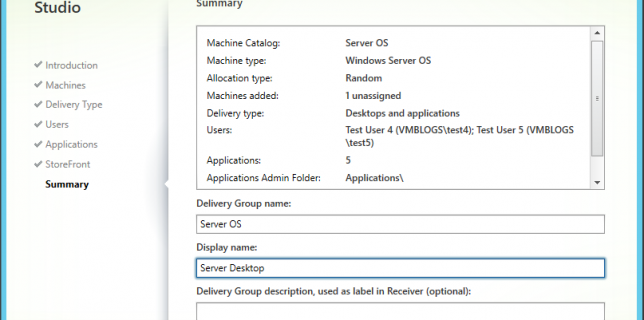 Studio
Summary
Introduction
Machines
Delivery Type
Users
Applications
StoreFront
Summary
Machine Catalog: Server OS
Machine type: Windows Server OS
Allocation type: Random
Machines added: 1 unassigned
Delivery type: Desktops and applications
Users: Test User 4 (VMBLOGS\test4); Test User 5 (VMBLOGS
\test5)
Applications: 5
Applications Admin Folder: Applications\
Delivery Group name:
Server OS
Display name:
Server Desktop
Delivery Group description, used as label in Receiver (optional):